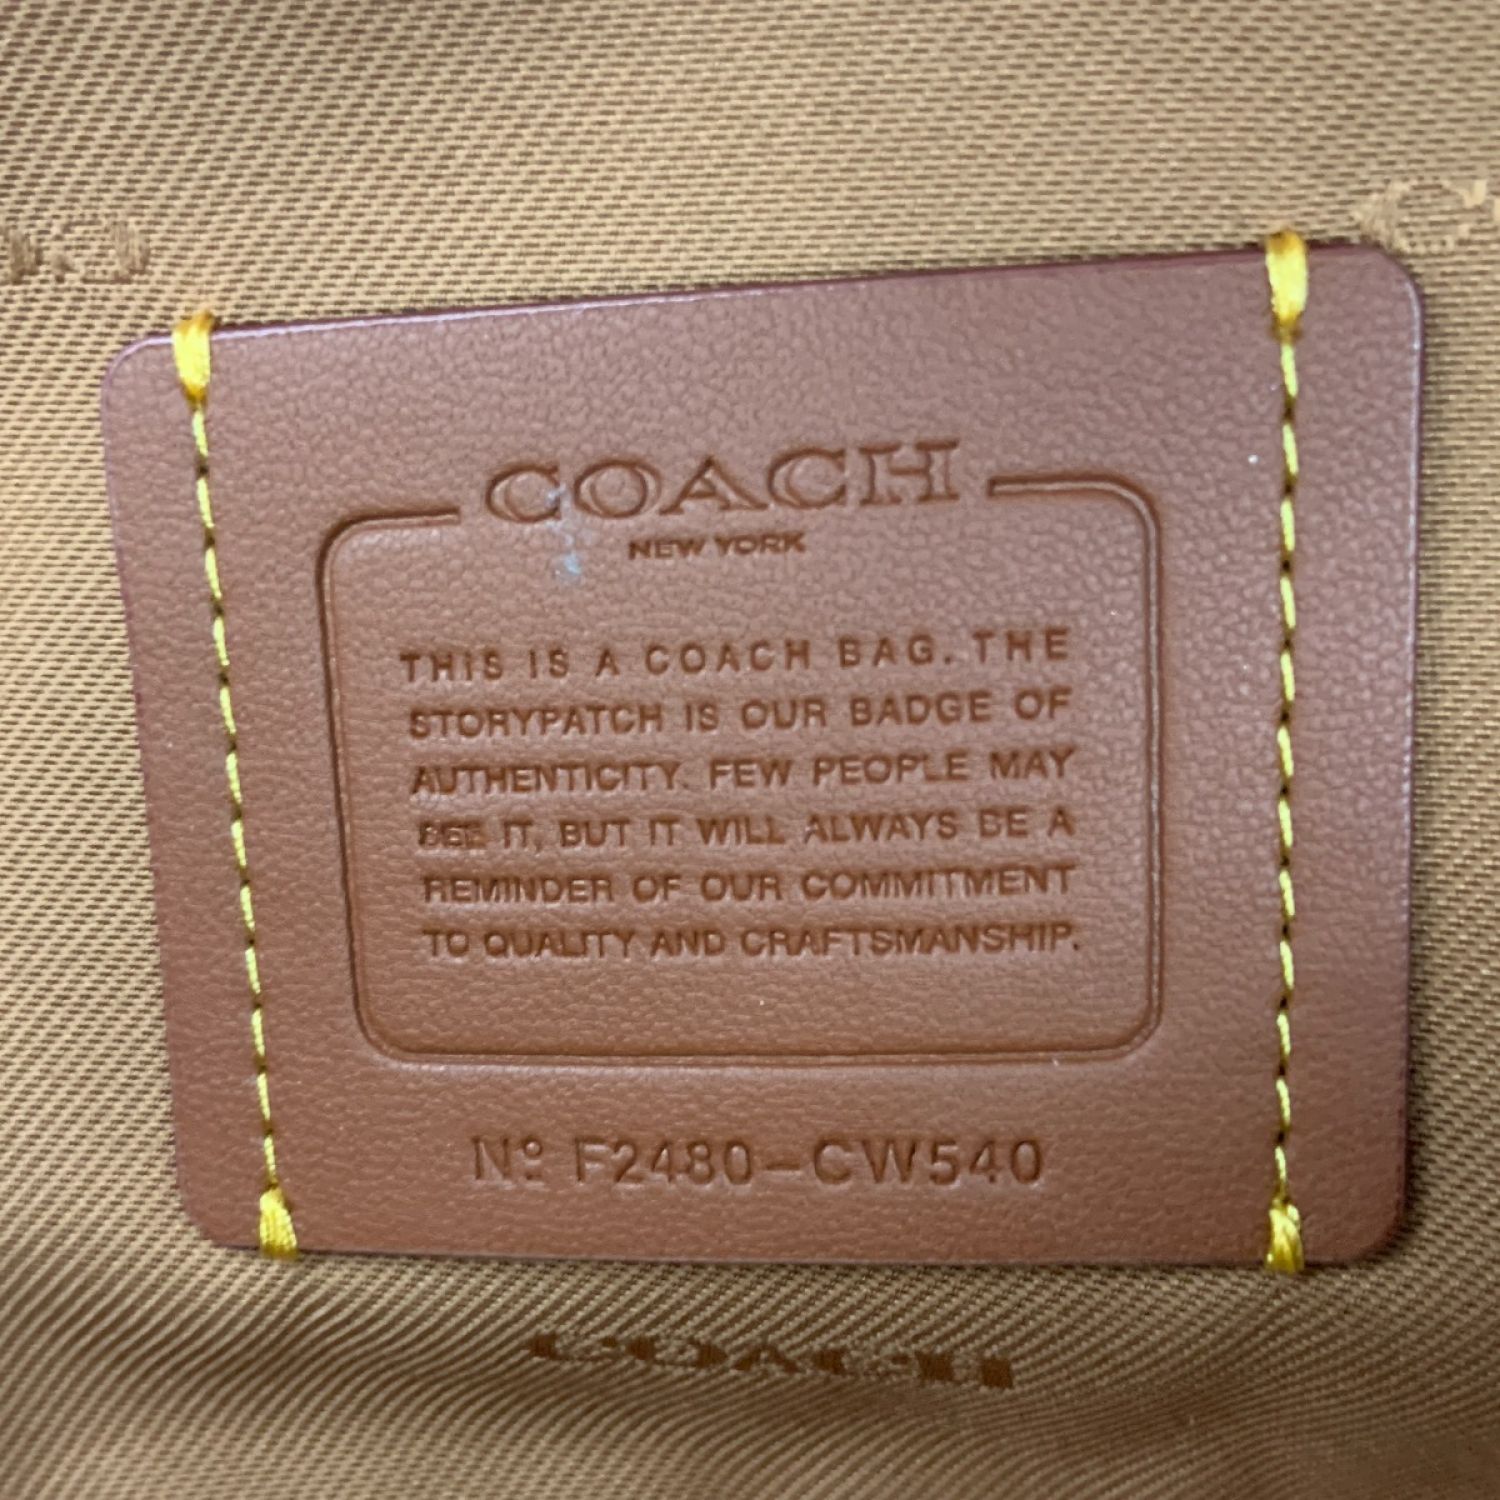 COACH
NEW YORK
THIS IS A COACH BAG. THE
STORYPATCH IS OUR BADGE OF
AUTHENTICITY. FEW PEOPLE MAY
SEE IT, BUT IT WILL ALWAYS BE A
REMINDER OF OUR COMMITMENT
TO QUALITY AND CRAFTSMANSHIP.
Nº F2480-CW540
COACH